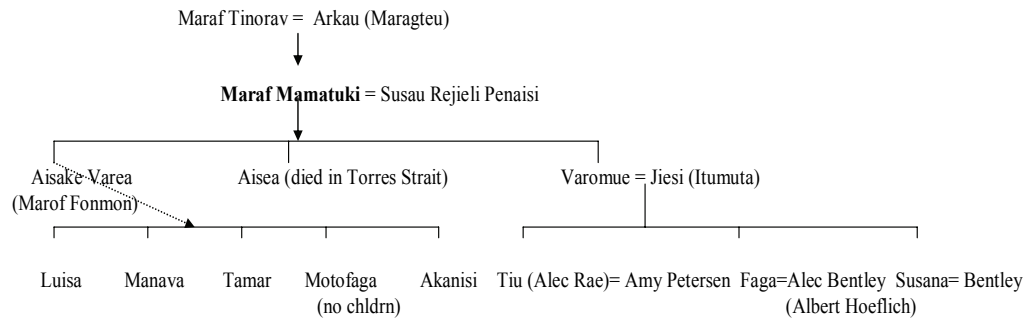 Maraf Tinorav = Arkau (Maragteu)
Maraf Mamatuki = Susau Rejieli Penaisi
Aisake Varea Aisea (died in Torres Strait) Varomue = Jiesi (Itumuta)
(Marof Fonmon)
Luisa Manava Tamar Motofaga Akanisi Tiu (Alec Rae)= Amy Petersen Faga=Alec Bentley Susana= Bentley
(no chldrn) (Albert Hoeflich)